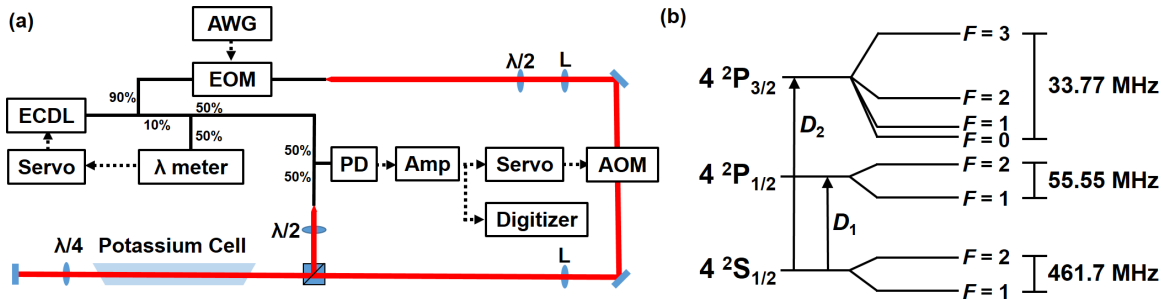 (a)
AWG
EOM
λ/2
L
90%
50%
ECDL
10%
50%
Servo
λ meter
50%
50%
PD
Amp
Servo
AOM
Digitizer
λ/2
λ/4
Potassium Cell
L
(b)
F = 3
4 ²P₃/₂
33.77 MHz
F = 2
F = 1
F = 0
D₂
4 ²P₁/₂
F = 2
55.55 MHz
F = 1
D₁
4 ²S₁/₂
F = 2
461.7 MHz
F = 1